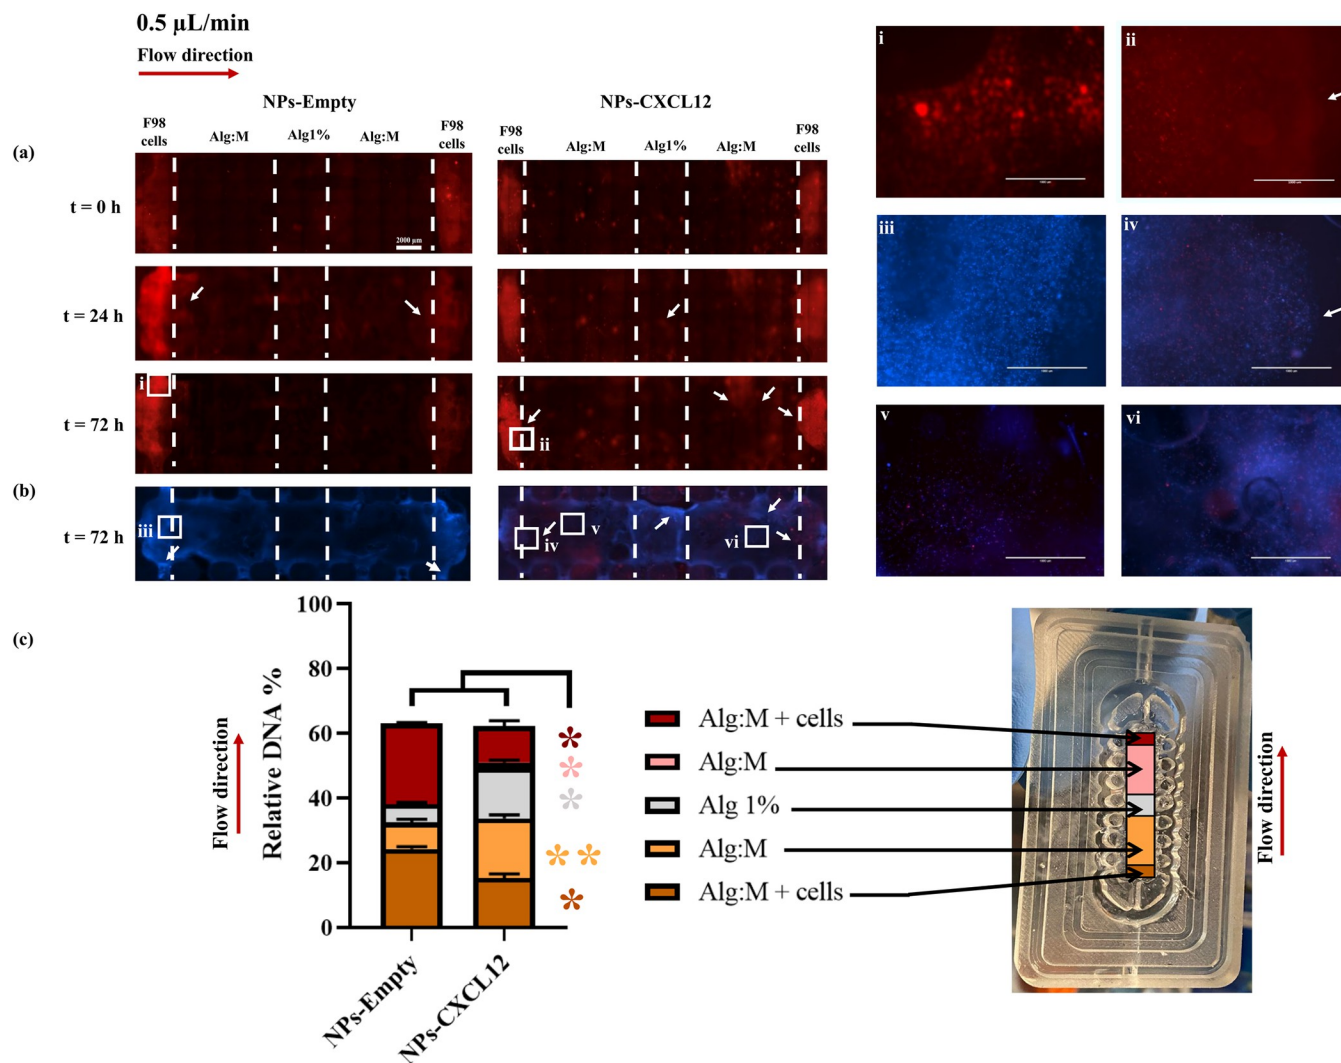 0.5 µL/min
Flow direction
NPs-Empty
NPs-CXCL12
F98 cells
Alg:M
Alg1%
Alg:M
F98 cells
F98 cells
Alg:M
Alg1%
Alg:M
F98 cells
(a)
t = 0 h
2000 µm
t = 24 h
t = 72 h
i
ii
(b)
t = 72 h
iii
iv
v
vi
i
ii
iii
iv
v
vi
(c)
Flow direction
Relative DNA %
100
80
60
40
20
0
* 
*
*
* *
*
NPs-Empty
NPs-CXCL12
Alg:M + cells
Alg:M
Alg 1%
Alg:M
Alg:M + cells
Flow direction